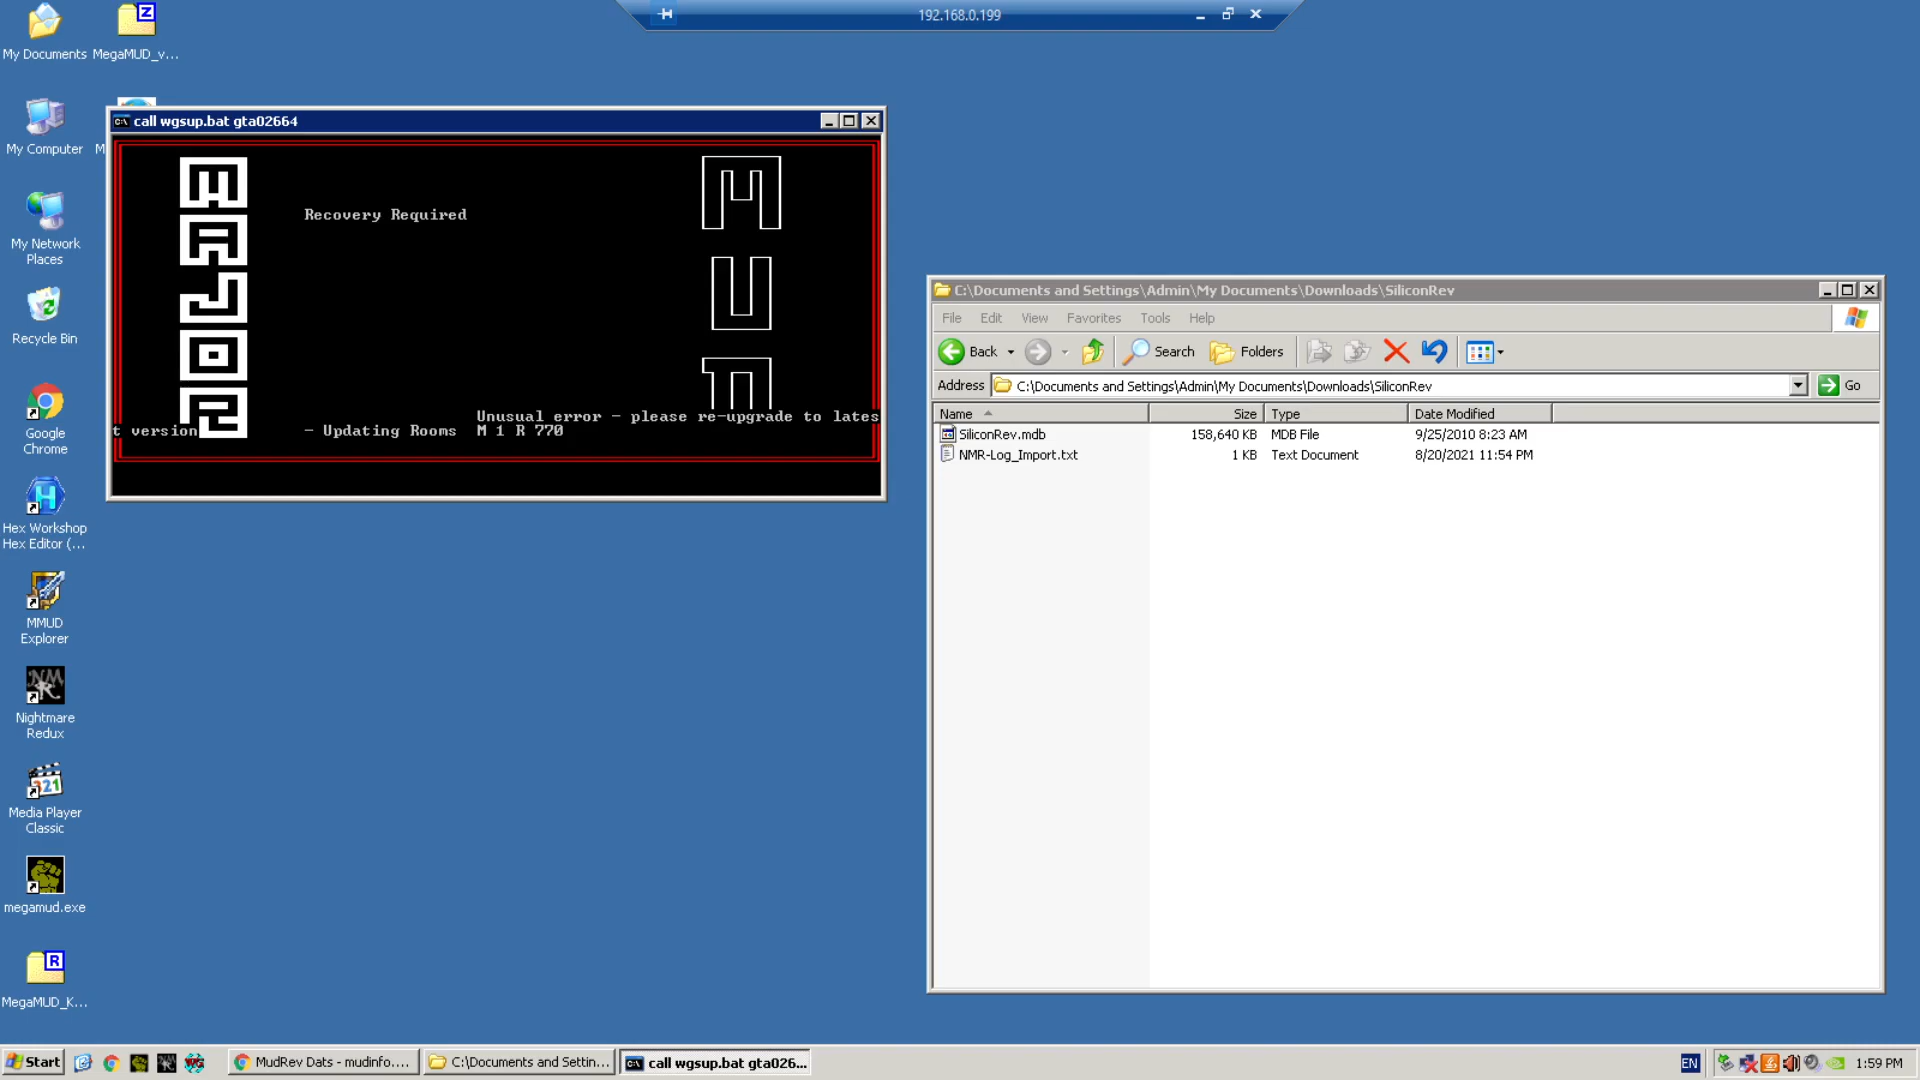 192.168.0.199
My Documents
MegaMUD_v...
call wgsup.bat gta02664
My Computer
M
MAJOR
MUD
Recovery Required
Unusual error - please re-upgrade to lates
t version
- Updating Rooms
M 1 R 770
My Network
Places
Recycle Bin
Google
Chrome
Hex Workshop
Hex Editor (...
MMUD
Explorer
Nightmare
Redux
Media Player
Classic
megamud.exe
MegaMUD_K...
C:\Documents and Settings\Admin\My Documents\Downloads\SiliconRev
File Edit View Favorites Tools Help
Back Search Folders
Address C:\Documents and Settings\Admin\My Documents\Downloads\SiliconRev Go
Name Size Type Date Modified
SiliconRev.mdb 158,640 KB MDB File 9/25/2010 8:23 AM
NMR-Log_Import.txt 1 KB Text Document 8/20/2021 11:54 PM
Start
MudRev Dats - mudinfo....
C:\Documents and Settin...
call wgsup.bat gta026...
EN
1:59 PM